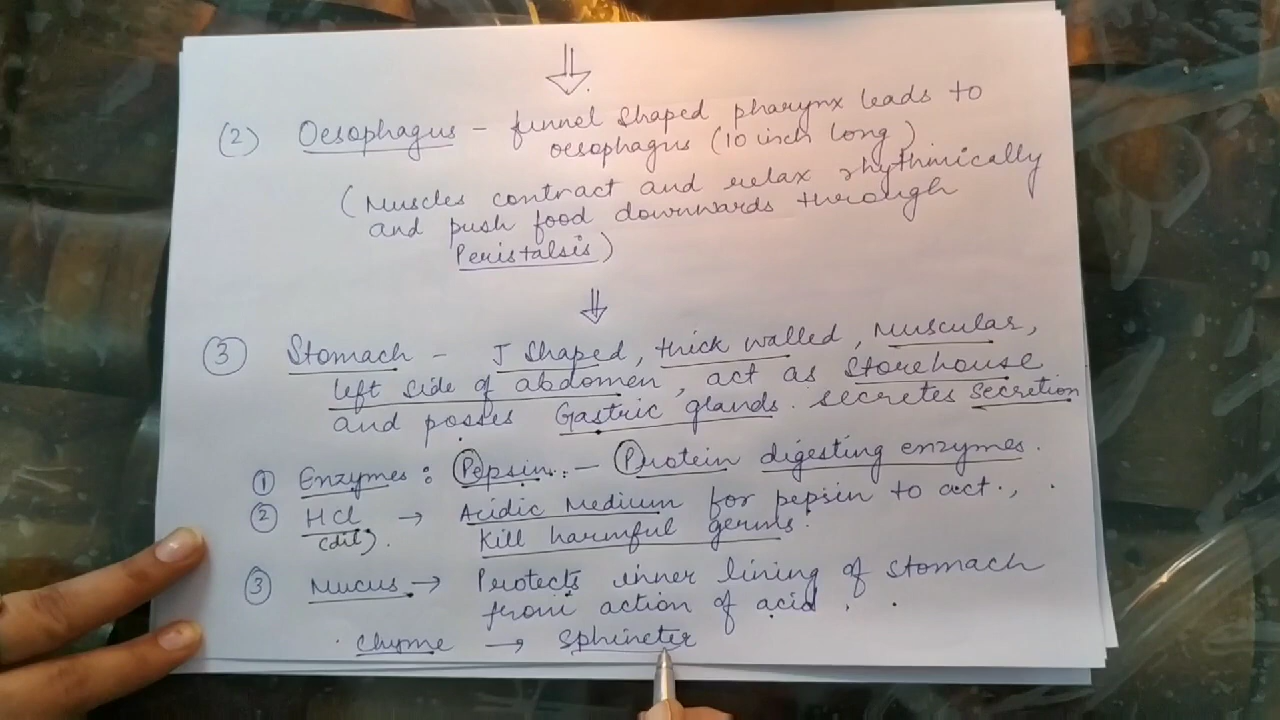 ⇓
(2) Oesophagus - funnel shaped pharynx leads to
oesophagus (10 inch long)
(Muscles contract and relax rhythmically
and push food downwards through
Peristalsis)
⇓
③ Stomach - J shaped, thick walled, Muscular,
left side of abdomen, act as Storehouse
and posses Gastric glands. secretes secretion
① Enzymes: Pepsin - Protein digesting enzymes.
② HCl → Acidic Medium for pepsin to act.,
(dil). Kill harmful germs.
③ Mucus → Protects inner lining of stomach
from action of acid.
chyme → sphincter